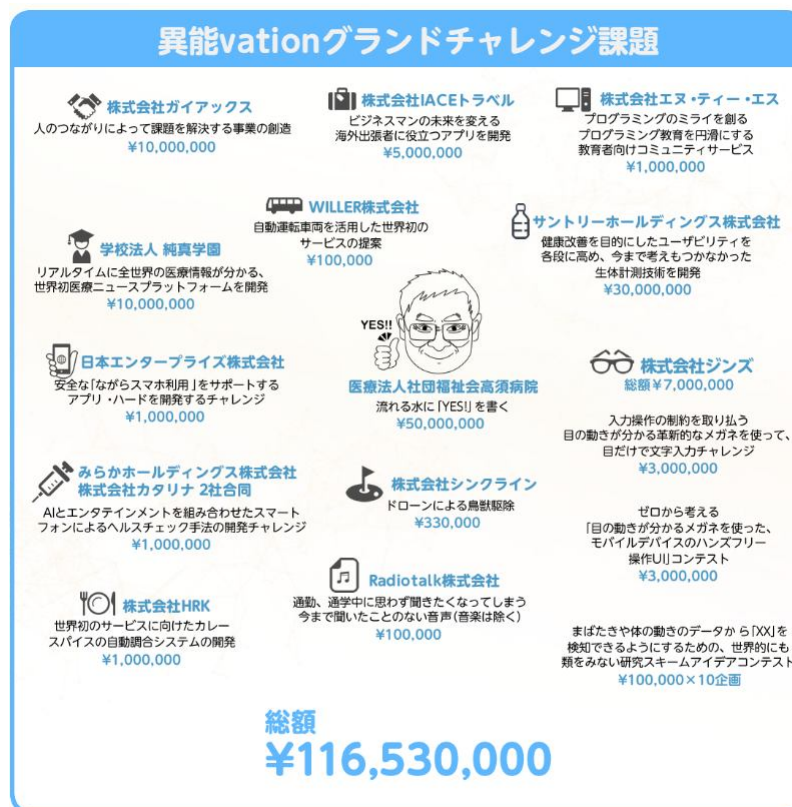 異能vationグランドチャレンジ課題
株式会社ガイアックス
人のつながりによって課題を解決する事業の創造
¥10,000,000
株式会社IACEトラベル
ビジネスマンの未来を変える
海外出張者に役立つアプリを開発
¥5,000,000
株式会社エヌ・ティー・エス
プログラミングのミライを創る
プログラミング教育を円滑にする
教育者向けコミュニティサービス
¥1,000,000
WILLER株式会社
自動運転車両を活用した世界初の
サービスの提案
¥100,000
学校法人 純真学園
リアルタイムに全世界の医療情報が分かる、
世界初医療ニュースプラットフォームを開発
¥10,000,000
サントリーホールディングス株式会社
健康改善を目的にしたユーザビリティを
各段に高め、今まで考えもつかなかった
生体計測技術を開発
¥30,000,000
日本エンタープライズ株式会社
安全な「ながらスマホ利用」をサポートする
アプリ・ハードを開発するチャレンジ
¥1,000,000
YES!!
医療法人社団福祉会高須病院
流れる水に「YES!」を書く
¥50,000,000
株式会社ジンズ
総額¥7,000,000
入力操作の制約を取り払う
目の動きが分かる革新的なメガネを使って、
目だけで文字入力チャレンジ
¥3,000,000
ゼロから考える
「目の動きが分かるメガネを使った、
モバイルデバイスのハンズフリー
操作UI」コンテスト
¥3,000,000
まばたきや体の動きのデータから「XX」を
検知できるようにするための、世界的にも
類をみない研究スキームアイデアコンテスト
¥100,000×10企画
みらかホールディングス株式会社
株式会社カタリナ 2社合同
AIとエンタテインメントを組み合わせたスマート
フォンによるヘルスチェック手法の開発チャレンジ
¥1,000,000
株式会社シンクライン
ドローンによる鳥獣駆除
¥330,000
株式会社HRK
世界初のサービスに向けたカレー
スパイスの自動調合システムの開発
¥1,000,000
Radiotalk株式会社
通勤、通学中に思わず聞きたくなってしまう
今まで聞いたことのない音声(音楽は除く)
¥100,000
総額
¥116,530,000